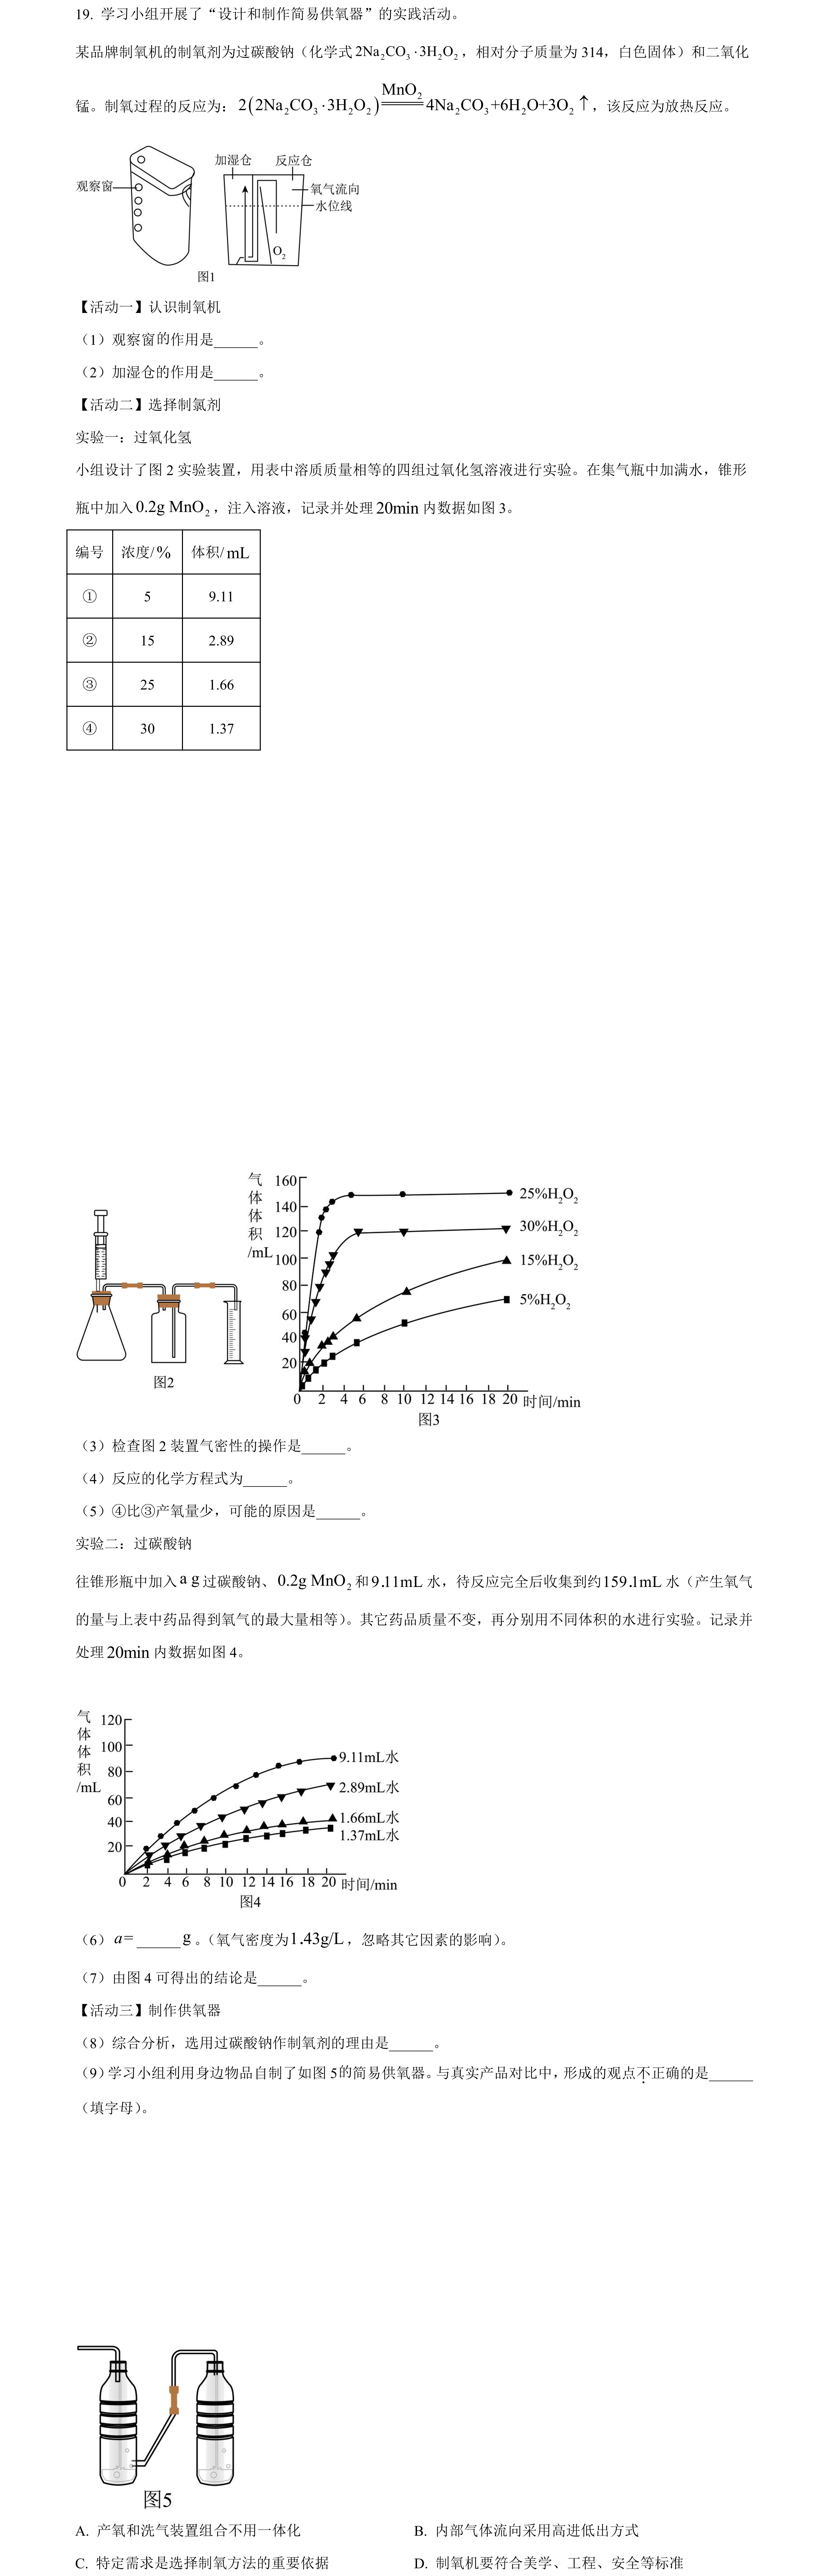 19. 学习小组开展了“设计和制作简易供氧器”的实践活动。
某品牌制氧机的制氧剂为过碳酸钠（化学式2Na₂CO₃·3H₂O₂，相对分子质量为 314，白色固体）和二氧化
锰。制氧过程的反应为：2(2Na₂CO₃·3H₂O₂)\xlongequal{MnO₂}4Na₂CO₃+6H₂O+3O₂↑，该反应为放热反应。
观察窗
加湿仓 反应仓
氧气流向
水位线
O₂
图1
【活动一】认识制氧机
（1）观察窗的作用是______。
（2）加湿仓的作用是______。
【活动二】选择制氯剂
实验一：过氧化氢
小组设计了图 2 实验装置，用表中溶质质量相等的四组过氧化氢溶液进行实验。在集气瓶中加满水，锥形
瓶中加入0.2g MnO₂，注入溶液，记录并处理20min内数据如图 3。
编号 浓度/% 体积/mL
① 5 9.11
② 15 2.89
③ 25 1.66
④ 30 1.37
图2
气体体积/mL
160
140
120
100
80
60
40
20
0 2 4 6 8 10 12 14 16 18 20 时间/min
25%H₂O₂
30%H₂O₂
15%H₂O₂
5%H₂O₂
图3
（3）检查图 2 装置气密性的操作是______。
（4）反应的化学方程式为______。
（5）④比③产氧量少，可能的原因是______。
实验二：过碳酸钠
往锥形瓶中加入a g过碳酸钠、0.2g MnO₂和9.11mL水，待反应完全后收集到约159.1mL水（产生氧气
的量与上表中药品得到氧气的最大量相等）。其它药品质量不变，再分别用不同体积的水进行实验。记录并
处理20min内数据如图 4。
气体体积/mL
120
100
80
60
40
20
0 2 4 6 8 10 12 14 16 18 20 时间/min
9.11mL水
2.89mL水
1.66mL水
1.37mL水
图4
（6）a=______g。（氧气密度为1.43g/L，忽略其它因素的影响）。
（7）由图 4 可得出的结论是______。
【活动三】制作供氧器
（8）综合分析，选用过碳酸钠作制氧剂的理由是______。
（9）学习小组利用身边物品自制了如图 5的简易供氧器。与真实产品对比中，形成的观点不正确的是______
（填字母）。
图5
A. 产氧和洗气装置组合不用一体化 B. 内部气体流向采用高进低出方式
C. 特定需求是选择制氧方法的重要依据 D. 制氧机要符合美学、工程、安全等标准